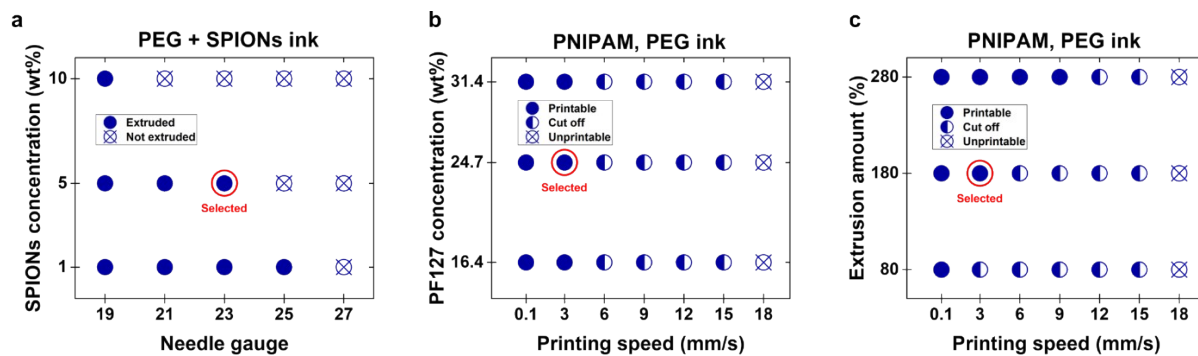 a
PEG + SPIONs ink
SPIONs concentration (wt%)
10
5
1
Extruded
Not extruded
Selected
19 21 23 25 27
Needle gauge
b
PNIPAM, PEG ink
PF127 concentration (wt%)
31.4
24.7
16.4
Printable
Cut off
Unprintable
Selected
0.1 3 6 9 12 15 18
Printing speed (mm/s)
c
PNIPAM, PEG ink
Extrusion amount (%)
280
180
80
Printable
Cut off
Unprintable
Selected
0.1 3 6 9 12 15 18
Printing speed (mm/s)